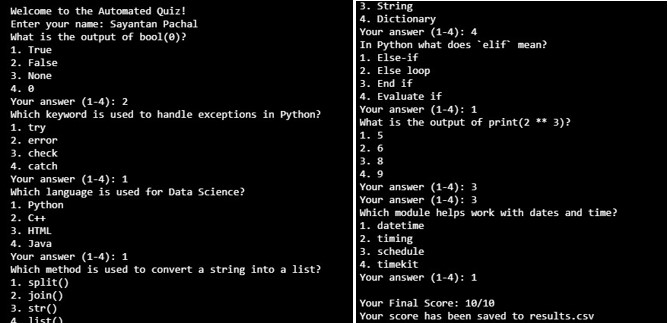 Welcome to the Automated Quiz!
Enter your name: Sayantan Pachal
What is the output of bool(0)?
1. True
2. False
3. None
4. 0
Your answer (1-4): 2
Which keyword is used to handle exceptions in Python?
1. try
2. error
3. check
4. catch
Your answer (1-4): 1
Which language is used for Data Science?
1. Python
2. C++
3. HTML
4. Java
Your answer (1-4): 1
Which method is used to convert a string into a list?
1. split()
2. join()
3. str()
4. list()
3. String
4. Dictionary
Your answer (1-4): 4
In Python what does `elif` mean?
1. Else-if
2. Else loop
3. End if
4. Evaluate if
Your answer (1-4): 1
What is the output of print(2 ** 3)?
1. 5
2. 6
3. 8
4. 9
Your answer (1-4): 3
Your answer (1-4): 3
Which module helps work with dates and time?
1. datetime
2. timing
3. schedule
4. timekit
Your answer (1-4): 1
Your Final Score: 10/10
Your score has been saved to results.csv